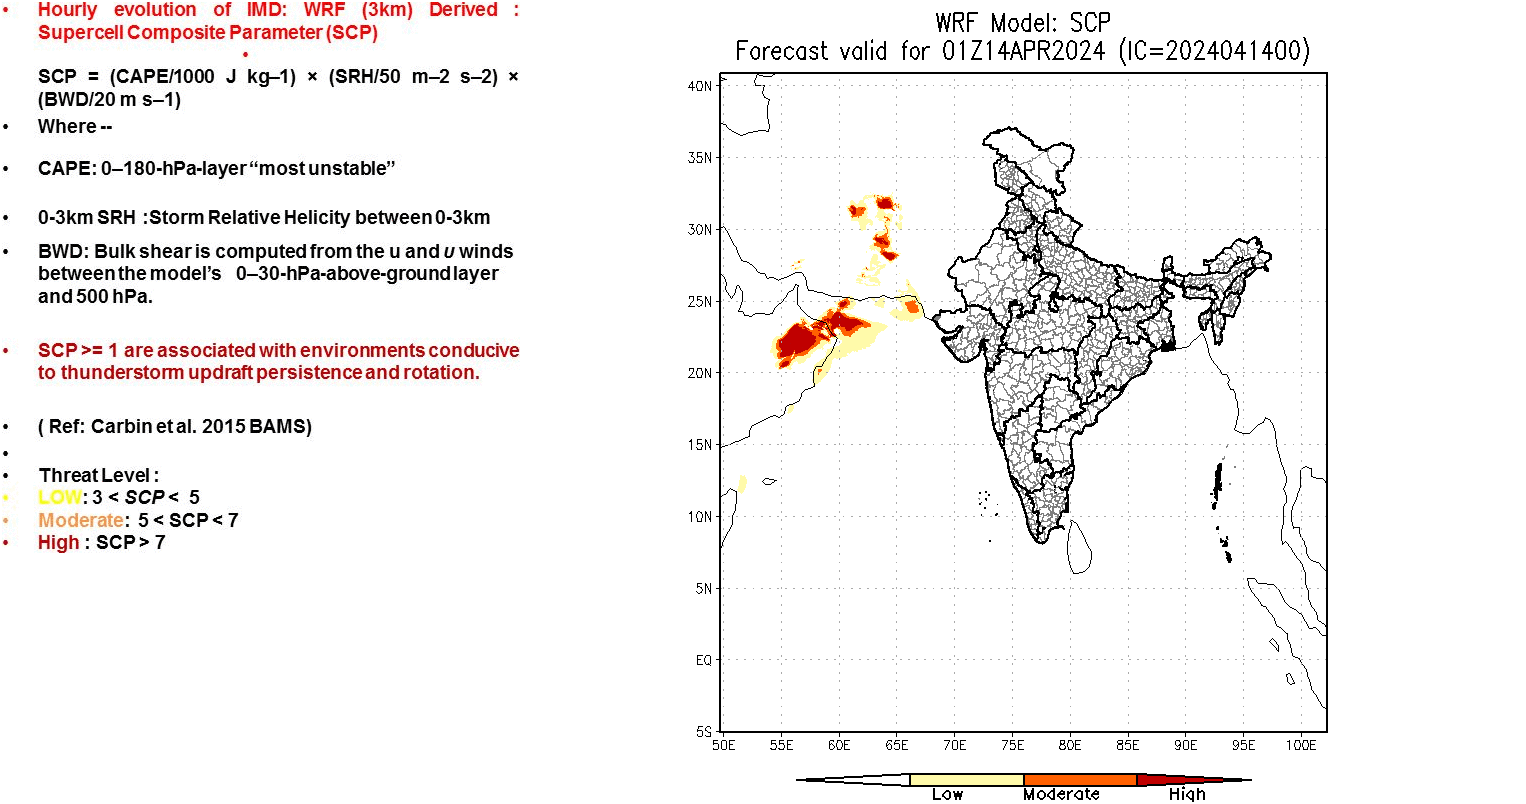 • Hourly evolution of IMD: WRF (3km) Derived :
Supercell Composite Parameter (SCP)
•
SCP = (CAPE/1000 J kg–1) × (SRH/50 m–2 s–2) ×
(BWD/20 m s–1)
• Where --
• CAPE: 0–180-hPa-layer “most unstable”
• 0-3km SRH :Storm Relative Helicity between 0-3km
• BWD: Bulk shear is computed from the u and υ winds
between the model’s 0–30-hPa-above-ground layer
and 500 hPa.
• SCP >= 1 are associated with environments conducive
to thunderstorm updraft persistence and rotation.
• ( Ref: Carbin et al. 2015 BAMS)
•
• Threat Level :
• LOW: 3 < SCP < 5
• Moderate: 5 < SCP < 7
• High : SCP > 7
WRF Model: SCP
Forecast valid for 01Z14APR2024 (IC=2024041400)
40N
35N
30N
25N
20N
15N
10N
5N
EQ
5S
50E 55E 60E 65E 70E 75E 80E 85E 90E 95E 100E
Low Moderate High